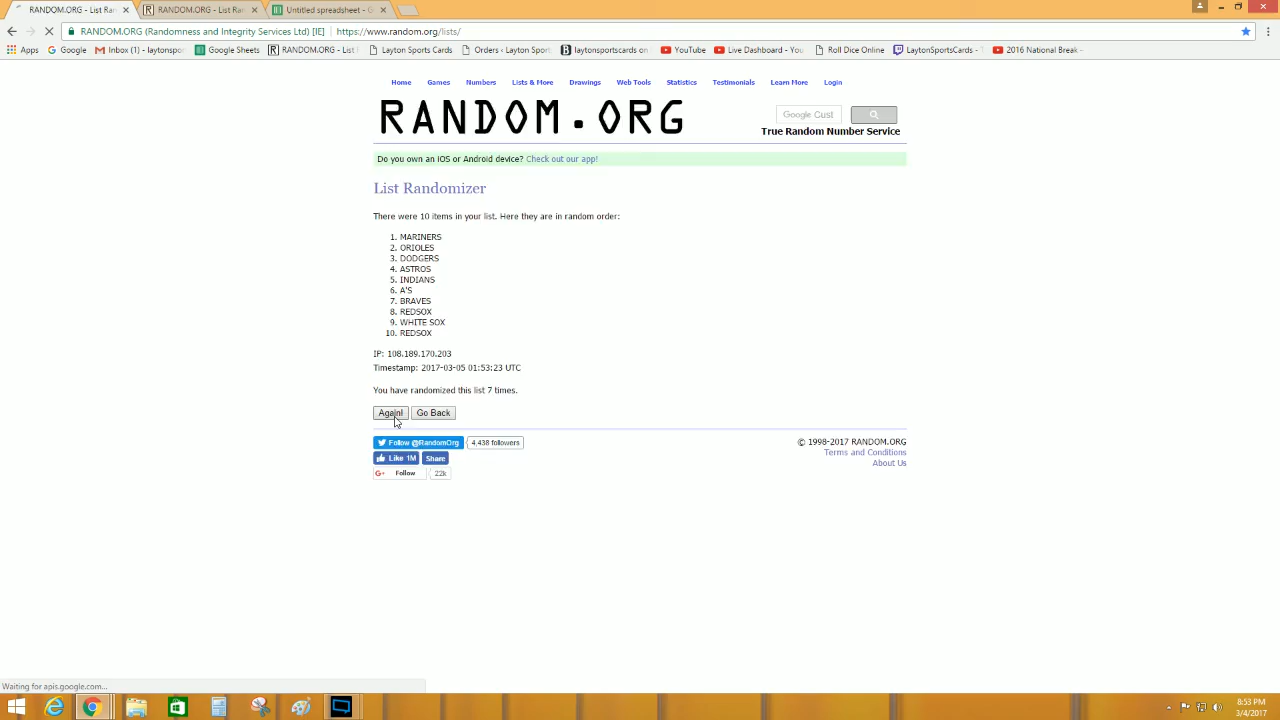 RANDOM.ORG - List Ran
RANDOM.ORG - List Ran
Untitled spreadsheet - G
RANDOM.ORG (Randomness and Integrity Services Ltd) [IE] https://www.random.org/lists/
Apps Google Inbox (1) - laytonspor Google Sheets RANDOM.ORG - List Layton Sports Cards Orders - Layton Sport laytonsportscards on YouTube Live Dashboard - You Roll Dice Online LaytonSportsCards - T 2016 National Break -
Home Games Numbers Lists & More Drawings Web Tools Statistics Testimonials Learn More Login
RANDOM.ORG
Google Cust
True Random Number Service
Do you own an iOS or Android device? Check out our app!
List Randomizer
There were 10 items in your list. Here they are in random order:
1. MARINERS
2. ORIOLES
3. DODGERS
4. ASTROS
5. INDIANS
6. A'S
7. BRAVES
8. REDSOX
9. WHITE SOX
10. REDSOX
IP: 108.189.170.203
Timestamp: 2017-03-05 01:53:23 UTC
You have randomized this list 7 times.
Again! Go Back
Follow @RandomOrg 4,438 followers
Like 1M Share
G+ Follow 22k
© 1998-2017 RANDOM.ORG
Terms and Conditions
About Us
Waiting for apis.google.com...
8:53 PM
3/4/2017